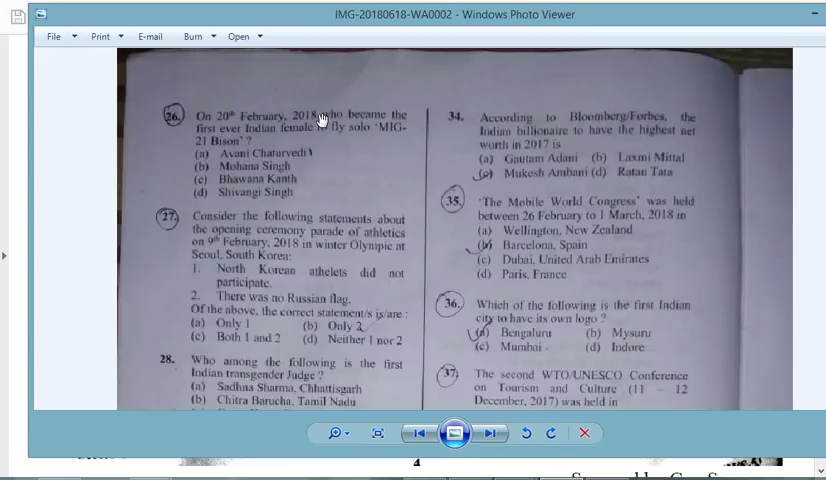 IMG-20180618-WA0002 - Windows Photo Viewer
File Print E-mail Burn Open
26. On 20th February, 2018 who became the
first ever Indian female to fly solo 'MIG-
21 Bison' ?
(a) Avani Chaturvedi
(b) Mohana Singh
(c) Bhawana Kanth
(d) Shivangi Singh
27. Consider the following statements about
the opening ceremony parade of athletics
on 9th February, 2018 in winter Olympic at
Seoul, South Korea:
1. North Korean athelets did not
participate.
2. There was no Russian flag.
Of the above, the correct statement/s is/are :
(a) Only 1 (b) Only 2
(c) Both 1 and 2 (d) Neither 1 nor 2
28. Who among the following is the first
Indian transgender Judge ?
(a) Sadhna Sharma, Chhattisgarh
(b) Chitra Barucha, Tamil Nadu
34. According to Bloomberg/Forbes, the
Indian billionaire to have the highest net
worth in 2017 is
(a) Gautam Adani (b) Laxmi Mittal
(c) Mukesh Ambani (d) Ratan Tata
35. 'The Mobile World Congress' was held
between 26 February to 1 March, 2018 in
(a) Wellington, New Zealand
(b) Barcelona, Spain
(c) Dubai, United Arab Emirates
(d) Paris, France
36. Which of the following is the first Indian
city to have its own logo ?
(a) Bengaluru (b) Mysuru
(c) Mumbai (d) Indore
37. The second WTO/UNESCO Conference
on Tourism and Culture (11 – 12
December, 2017) was held in
4